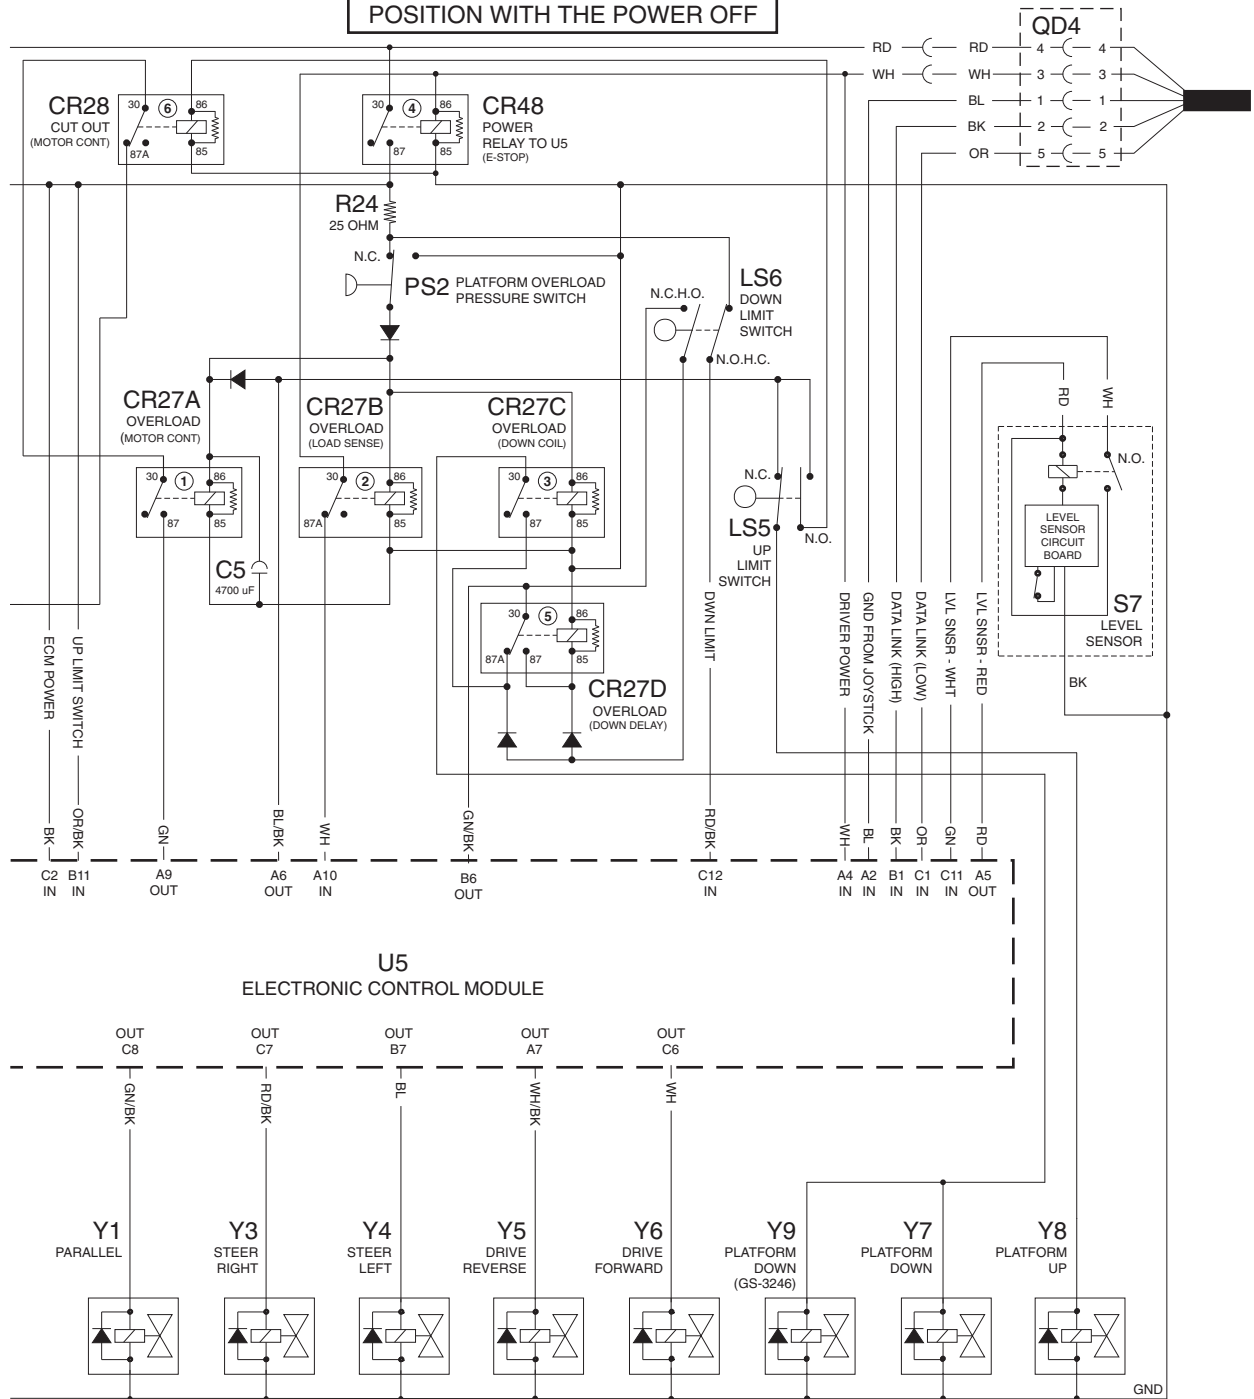 POSITION WITH THE POWER OFF
QD4
RD
RD
4
4
WH
WH
3
3
BL
1
1
BK
2
2
OR
5
5
CR28
CUT OUT
(MOTOR CONT)
30
6
86
87A
85
30
4
86
87
85
CR48
POWER
RELAY TO U5
(E-STOP)
R24
25 OHM
N.C.
PS2
PLATFORM OVERLOAD
PRESSURE SWITCH
N.C.H.O.
LS6
DOWN
LIMIT
SWITCH
N.O.H.C.
CR27A
OVERLOAD
(MOTOR CONT)
30
1
86
87
85
CR27B
OVERLOAD
(LOAD SENSE)
30
2
86
87A
85
CR27C
OVERLOAD
(DOWN COIL)
30
3
86
87
85
C5
4700 uF
N.C.
LS5
UP
LIMIT
SWITCH
N.O.
RD
WH
N.O.
LEVEL
SENSOR
CIRCUIT
BOARD
S7
LEVEL
SENSOR
BK
30
5
86
87A
87
85
CR27D
OVERLOAD
(DOWN DELAY)
ECM POWER
UP LIMIT SWITCH
DWN LIMIT
DRIVER POWER
GND FROM JOYSTICK
DATA LINK (HIGH)
DATA LINK (LOW)
LVL SNSR - WHT
LVL SNSR - RED
BK
OR/BK
GN
BL/BK
WH
GN/BK
RD/BK
WH
BL
BK
OR
GN
RD
C2
IN
B11
IN
A9
OUT
A6
OUT
A10
IN
B6
OUT
C12
IN
A4
IN
A2
IN
B1
IN
C1
IN
C11
IN
A5
OUT
U5
ELECTRONIC CONTROL MODULE
OUT
C8
OUT
C7
OUT
B7
OUT
A7
OUT
C6
GN/BK
RD/BK
BL
WH/BK
WH
Y1
PARALLEL
Y3
STEER
RIGHT
Y4
STEER
LEFT
Y5
DRIVE
REVERSE
Y6
DRIVE
FORWARD
Y9
PLATFORM
DOWN
(GS-3246)
Y7
PLATFORM
DOWN
Y8
PLATFORM
UP
GND